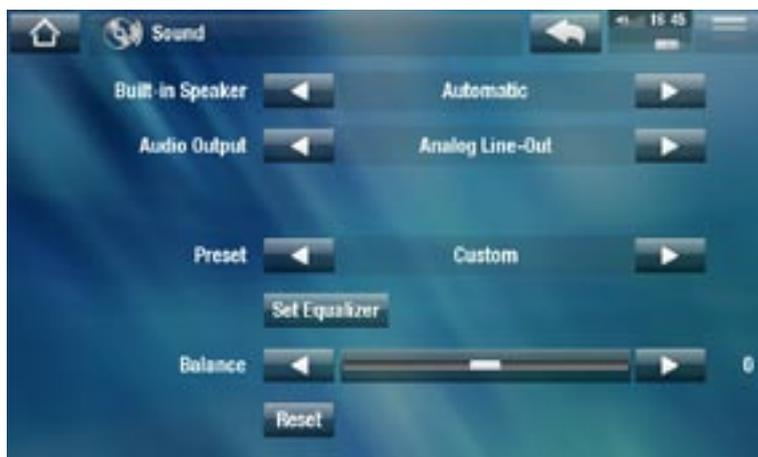 Sound
16 45
Built-in Speaker
Automatic
Audio Output
Analog Line-Out
Preset
Custom
Set Equalizer
Balance
0
Reset